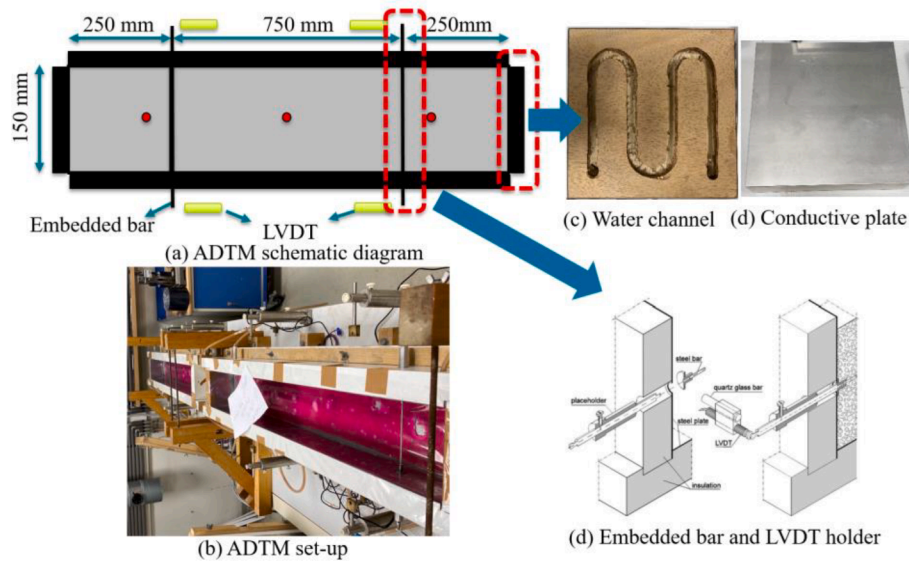 250 mm
750 mm
250mm
150 mm
Embedded bar
LVDT
(a) ADTM schematic diagram
(c) Water channel
(d) Conductive plate
(b) ADTM set-up
steel bar
placeholder
quartz glass bar
steel plate
LVDT
insulation
(d) Embedded bar and LVDT holder